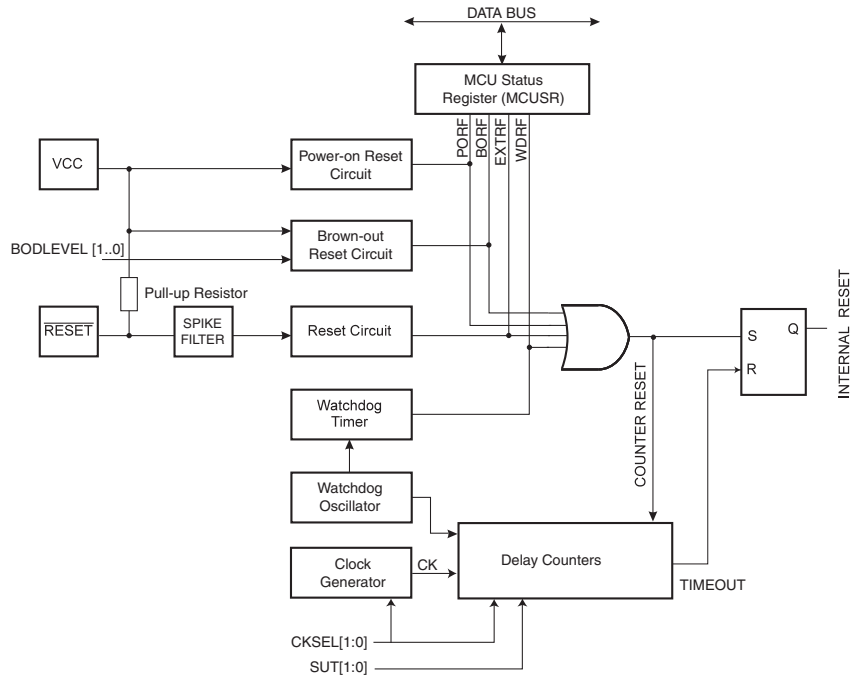 DATA BUS
MCU Status
Register (MCUSR)
PORF
BORF
EXTRF
WDRF
VCC
Power-on Reset
Circuit
BODLEVEL [1..0]
Brown-out
Reset Circuit
Pull-up Resistor
RESET
SPIKE
FILTER
Reset Circuit
S
Q
R
INTERNAL RESET
Watchdog
Timer
COUNTER RESET
Watchdog
Oscillator
Clock
Generator
CK
Delay Counters
TIMEOUT
CKSEL[1:0]
SUT[1:0]